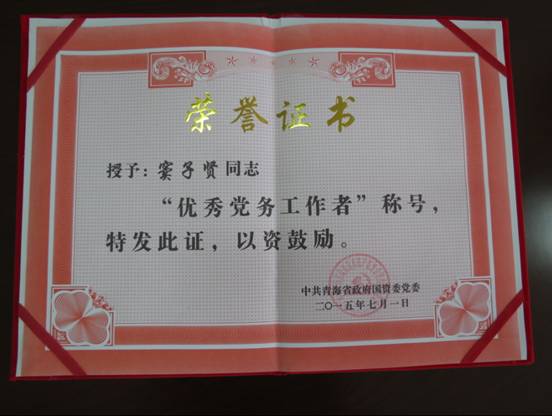 荣誉证书
授予：窦子贤同志
“优秀党务工作者”称号，
特发此证，以资鼓励。
中共青海省政府国资委党委
二〇一五年七月一日